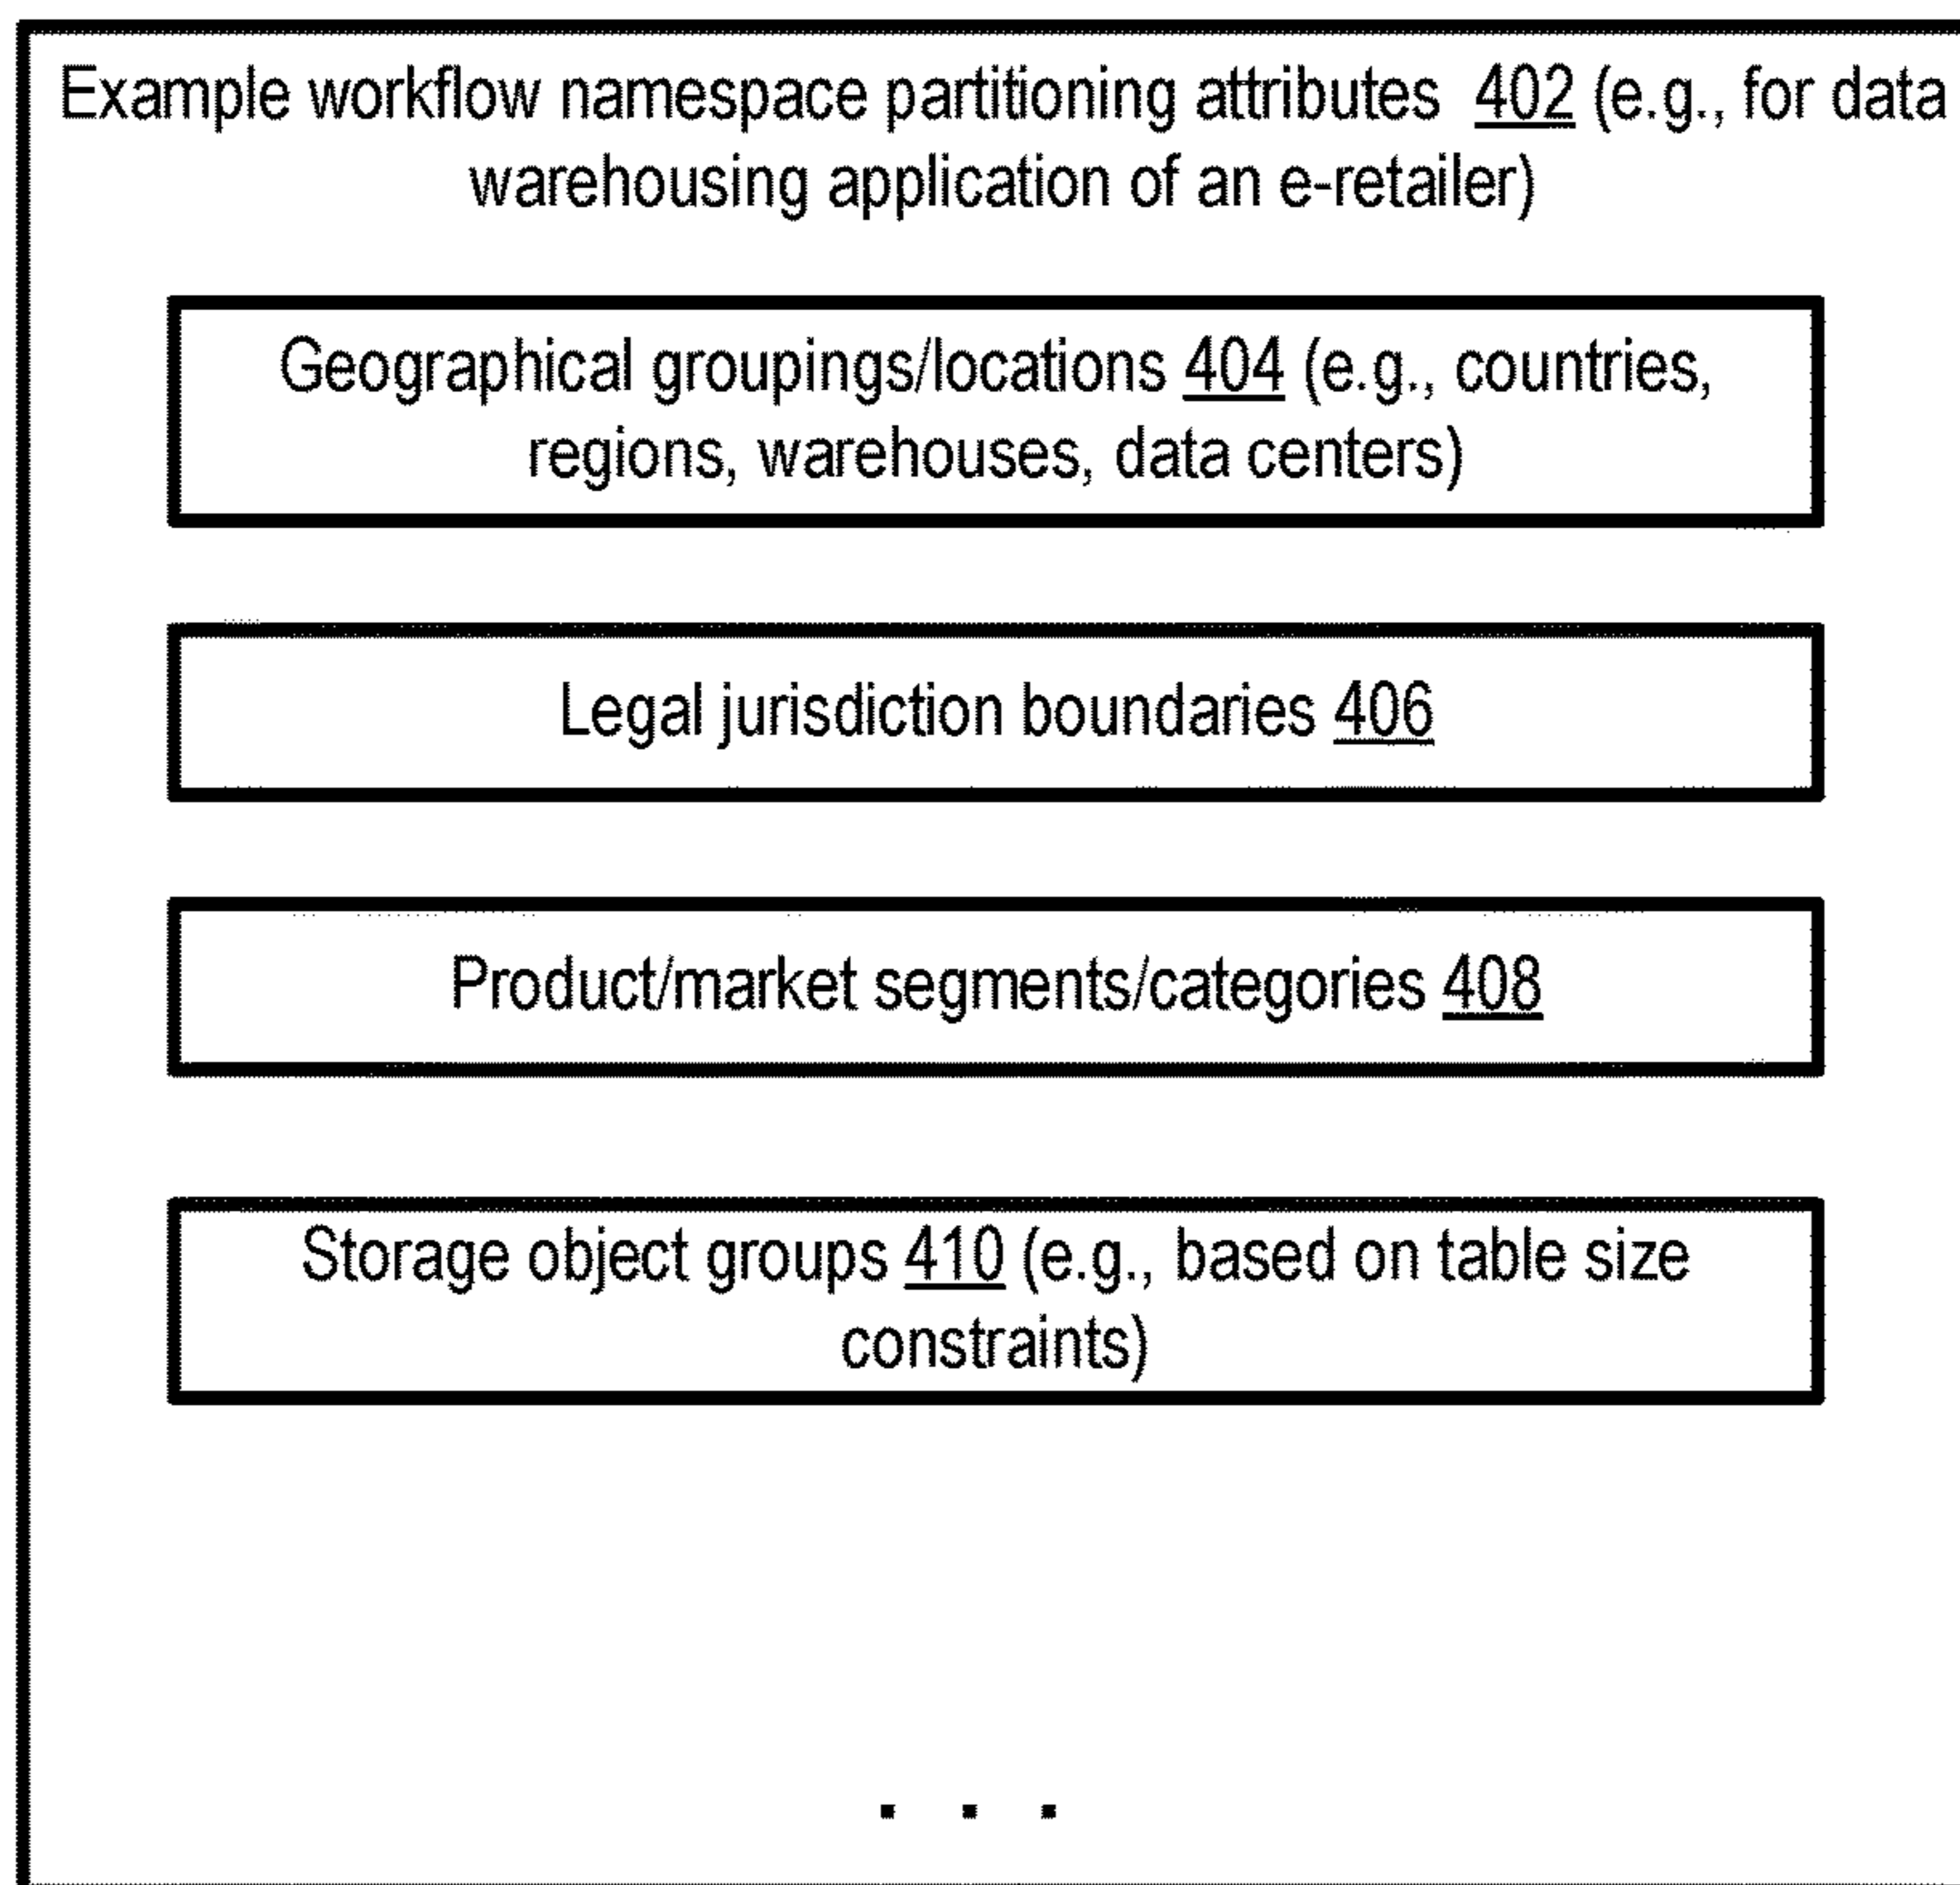 Example workflow namespace partitioning attributes 402 (e.g., for data
warehousing application of an e-retailer)
Geographical groupings/locations 404 (e.g., countries,
regions, warehouses, data centers)
Legal jurisdiction boundaries 406
Product/market segments/categories 408
Storage object groups 410 (e.g., based on table size
constraints)
. . .